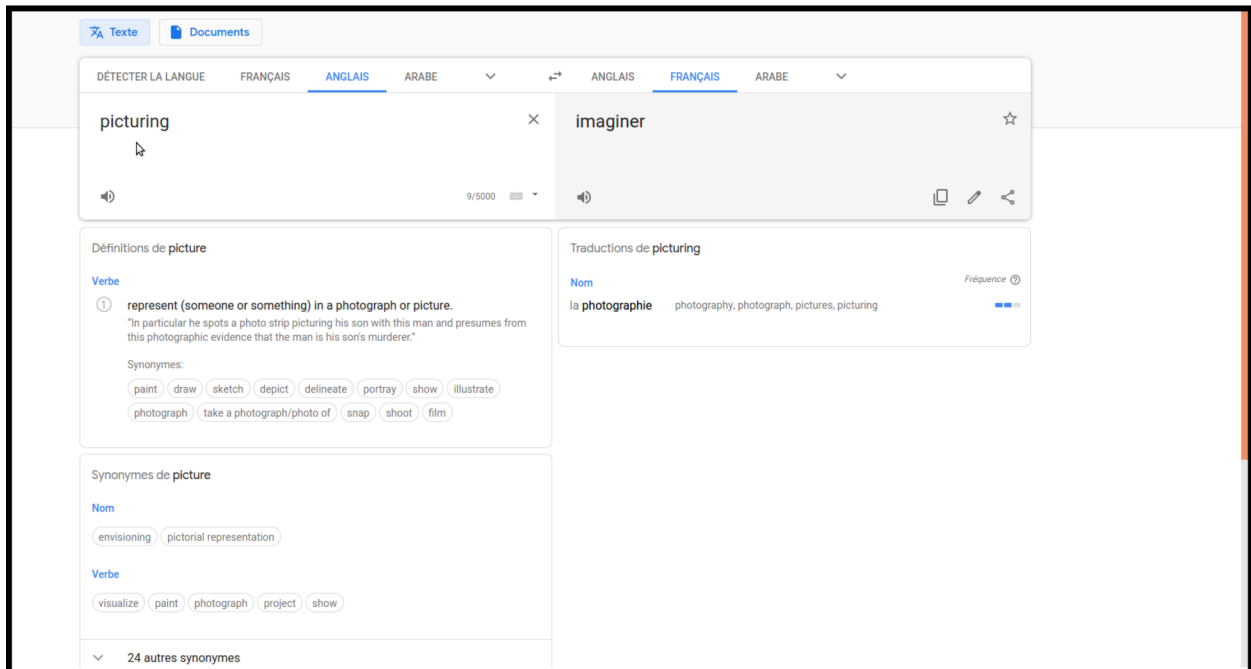 Texte Documents
DÉTECTER LA LANGUE FRANÇAIS ANGLAIS ARABE ANGLAIS FRANÇAIS ARABE
picturing
9/5000
imaginer
Définitions de picture
Verbe
1 represent (someone or something) in a photograph or picture.
"In particular he spots a photo strip picturing his son with this man and presumes from
this photographic evidence that the man is his son's murderer."
Synonymes:
paint draw sketch depict delineate portray show illustrate
photograph take a photograph/photo of snap shoot film
Traductions de picturing
Nom Fréquence ?
la photographie photography, photograph, pictures, picturing
Synonymes de picture
Nom
envisioning pictorial representation
Verbe
visualize paint photograph project show
24 autres synonymes